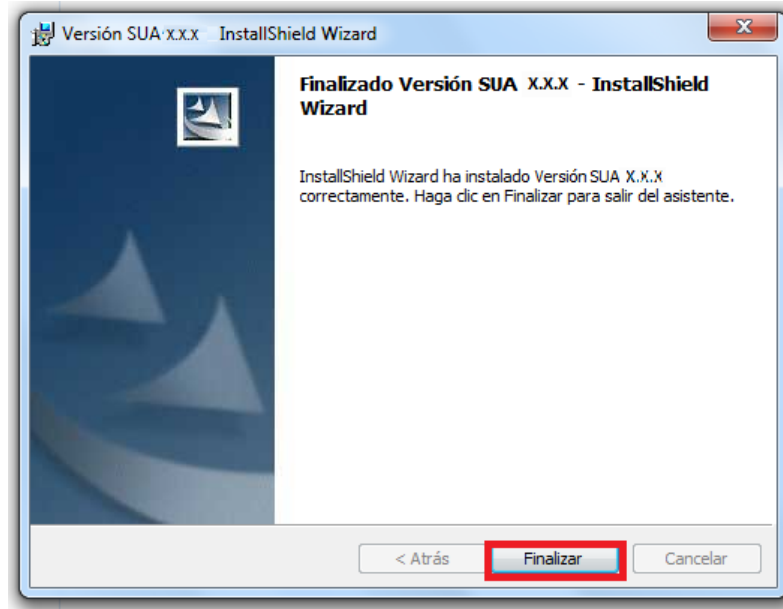 Versión SUA x.x.x InstallShield Wizard
Finalizado Versión SUA X.X.X - InstallShield
Wizard
InstallShield Wizard ha instalado Versión SUA X.X.X
correctamente. Haga clic en Finalizar para salir del asistente.
< Atrás Finalizar Cancelar